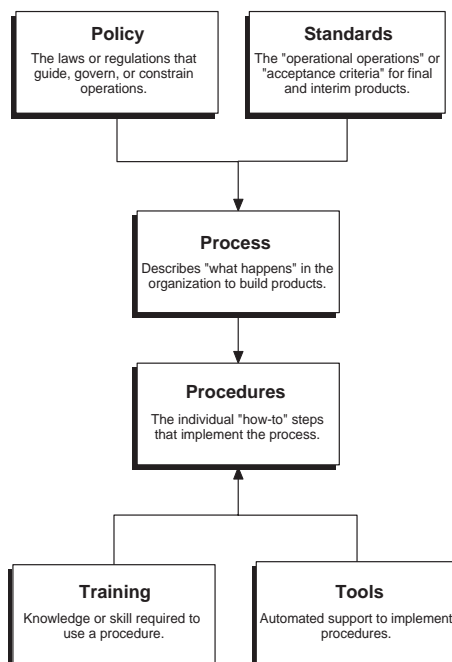 Policy
The laws or regulations that
guide, govern, or constrain
operations.
Standards
The "operational operations" or
"acceptance criteria" for final
and interim products.
Process
Describes "what happens" in the
organization to build products.
Procedures
The individual "how-to" steps
that implement the process.
Training
Knowledge or skill required to
use a procedure.
Tools
Automated support to implement
procedures.